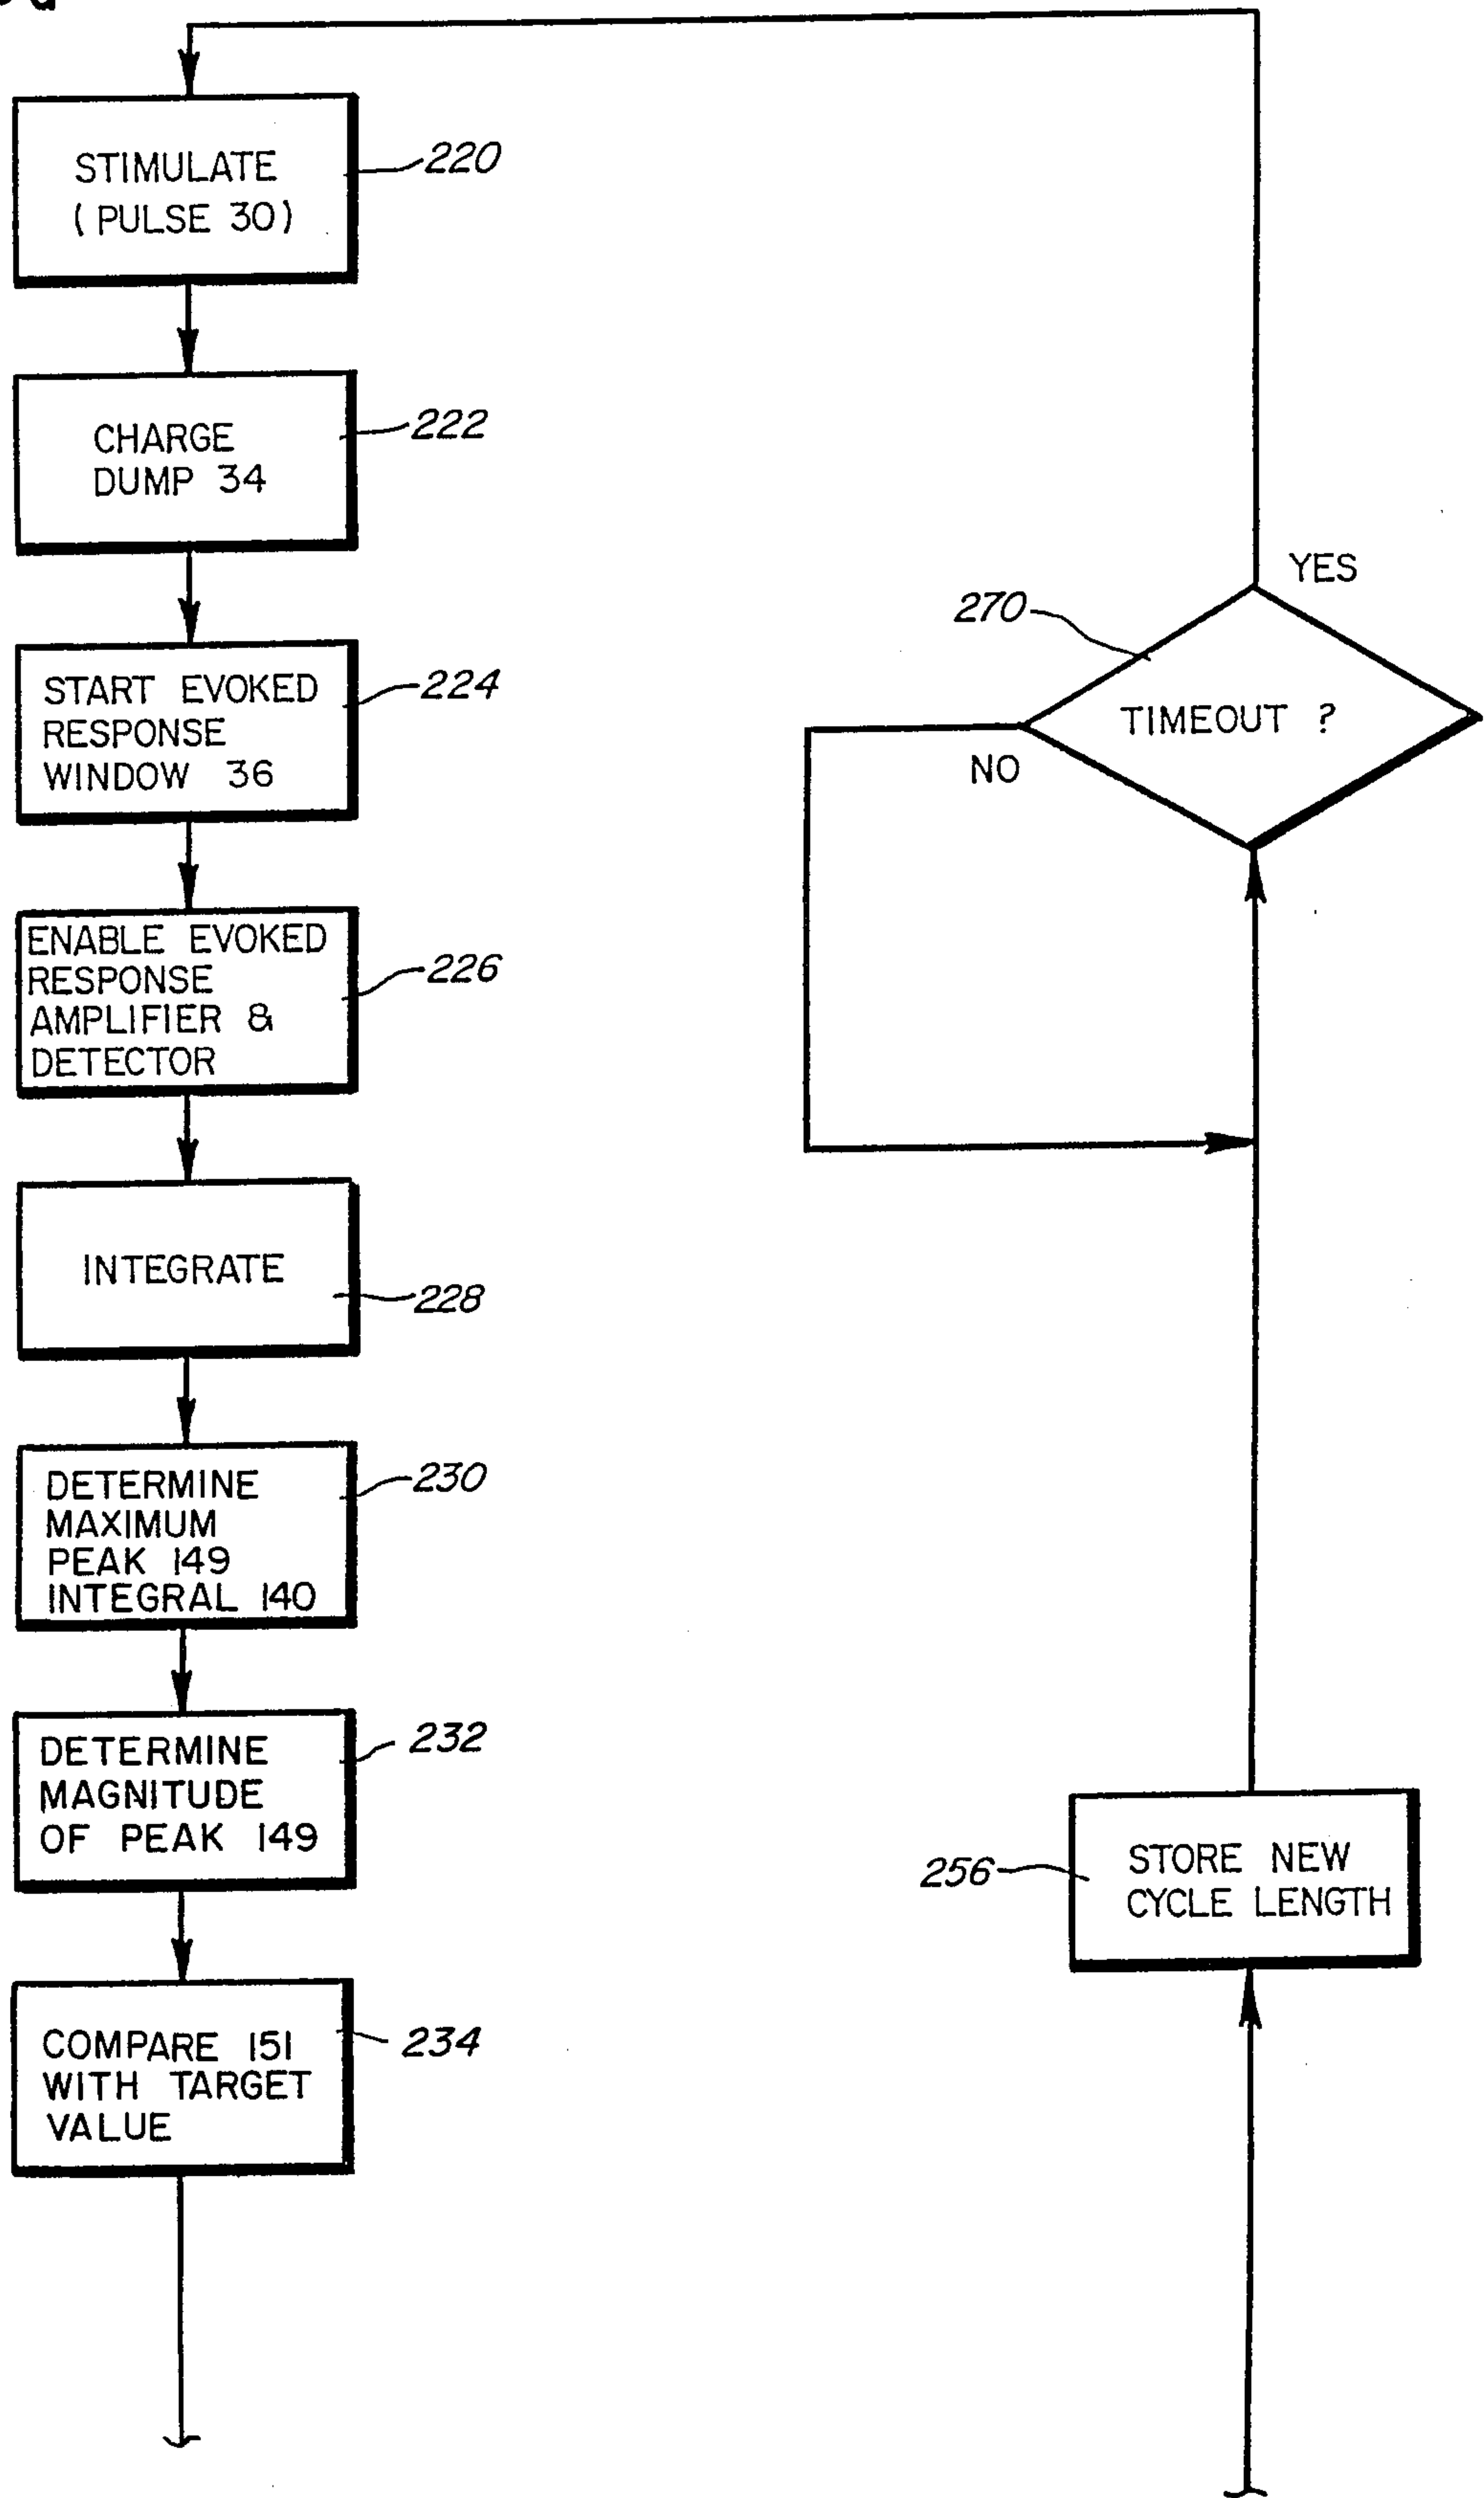 STIMULATE
(PULSE 30)
220
CHARGE
DUMP 34
222
START EVOKED
RESPONSE
WINDOW 36
224
ENABLE EVOKED
RESPONSE
AMPLIFIER &
DETECTOR
226
INTEGRATE
228
DETERMINE
MAXIMUM
PEAK 149
INTEGRAL 140
230
DETERMINE
MAGNITUDE
OF PEAK 149
232
COMPARE 151
WITH TARGET
VALUE
234
YES
270
TIMEOUT ?
NO
256
STORE NEW
CYCLE LENGTH